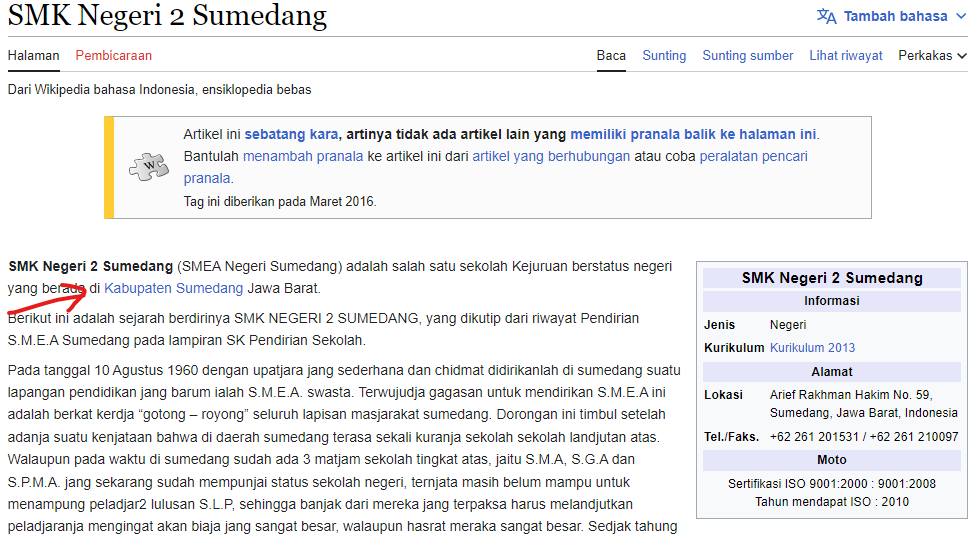 SMK Negeri 2 Sumedang
Tambah bahasa
Halaman Pembicaraan Baca Sunting Sunting sumber Lihat riwayat Perkakas
Dari Wikipedia bahasa Indonesia, ensiklopedia bebas
W
Artikel ini sebatang kara, artinya tidak ada artikel lain yang memiliki pranala balik ke halaman ini.
Bantulah menambah pranala ke artikel ini dari artikel yang berhubungan atau coba peralatan pencari
pranala.
Tag ini diberikan pada Maret 2016.
SMK Negeri 2 Sumedang (SMEA Negeri Sumedang) adalah salah satu sekolah Kejuruan berstatus negeri
yang berada di Kabupaten Sumedang Jawa Barat.
Berikut ini adalah sejarah berdirinya SMK NEGERI 2 SUMEDANG, yang dikutip dari riwayat Pendirian
S.M.E.A Sumedang pada lampiran SK Pendirian Sekolah.
Pada tanggal 10 Agustus 1960 dengan upatjara jang sederhana dan chidmat didirikanlah di sumedang suatu
lapangan pendidikan jang barum ialah S.M.E.A. swasta. Terwujudja gagasan untuk mendirikan S.M.E.A ini
adalah berkat kerdja “gotong – royong” seluruh lapisan masjarakat sumedang. Dorongan ini timbul setelah
adanja suatu kenjataan bahwa di daerah sumedang terasa sekali kuranja sekolah sekolah landjutan atas.
Walaupun pada waktu di sumedang sudah ada 3 matjam sekolah tingkat atas, jaitu S.M.A, S.G.A dan
S.P.M.A. jang sekarang sudah mempunjai status sekolah negeri, ternjata masih belum mampu untuk
menampung peladjar2 lulusan S.L.P, sehingga banjak dari mereka jang terpaksa harus melandjutkan
peladjaranja mengingat akan biaja jang sangat besar, walaupun hasrat meraka sangat besar. Sedjak tahung
SMK Negeri 2 Sumedang
Informasi
Jenis Negeri
Kurikulum Kurikulum 2013
Alamat
Lokasi Arief Rakhman Hakim No. 59,
Sumedang, Jawa Barat, Indonesia
Tel./Faks. +62 261 201531 / +62 261 210097
Moto
Sertifikasi ISO 9001:2000 : 9001:2008
Tahun mendapat ISO : 2010